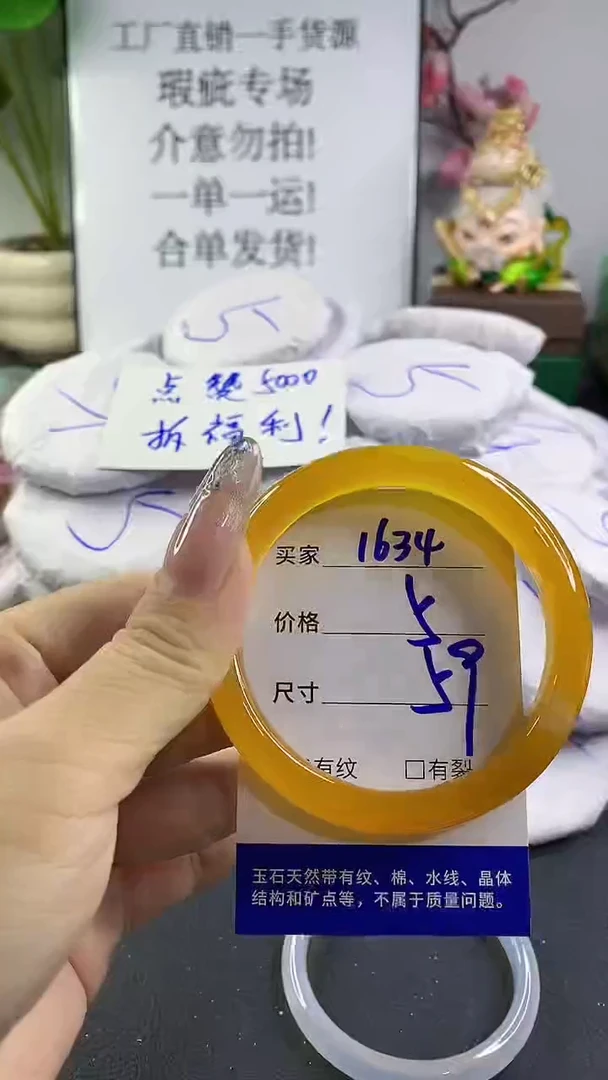 工厂直销一手货源
瑕疵专场
介意勿拍!
一单一运!
合单发货!
点赞5000
拆福利!
买家 1634
价格 5
尺寸 59
有纹 □有裂
玉石天然带有纹、棉、水线、晶体
结构和矿点等，不属于质量问题。